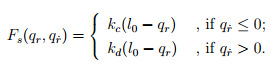 F_s(q_r, q_ṙ) = { k_c(l_0 − q_r) , if q_ṙ ≤ 0;
k_d(l_0 − q_r) , if q_ṙ > 0.